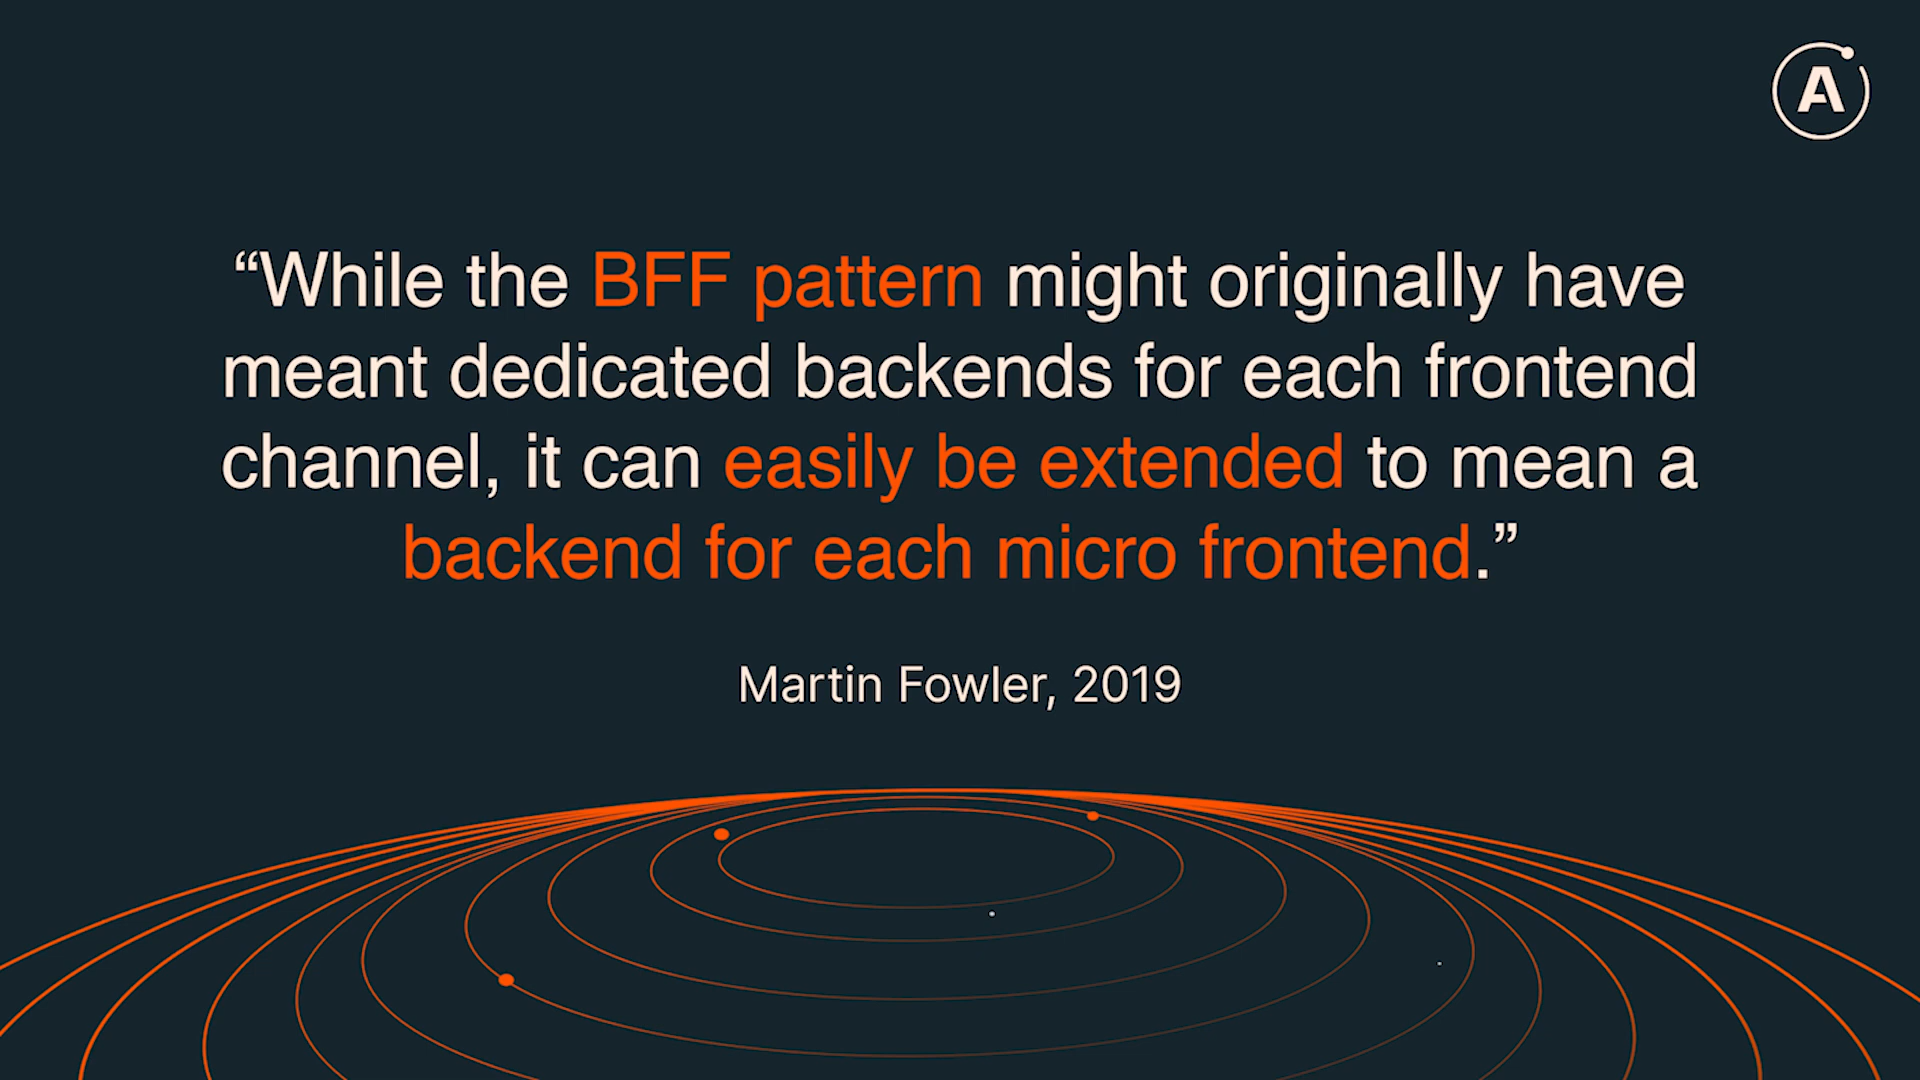 A
“While the BFF pattern might originally have
meant dedicated backends for each frontend
channel, it can easily be extended to mean a
backend for each micro frontend.”
Martin Fowler, 2019